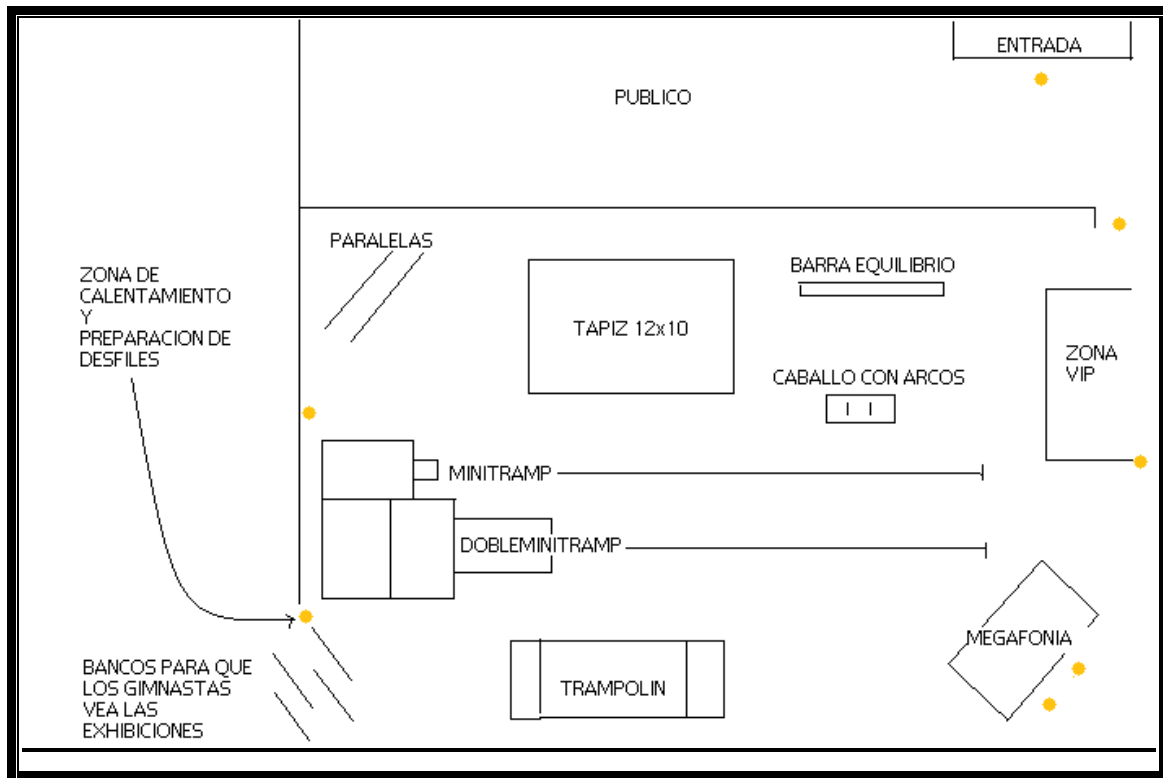 ENTRADA
PUBLICO
PARALELAS
BARRA EQUILIBRIO
ZONA DE
CALENTAMIENTO
Y
PREPARACION DE
DESFILES
TAPIZ 12x10
ZONA
VIP
CABALLO CON ARCOS
MINITRAMP
DOBLEMINITRAMP
MEGAFONIA
BANCOS PARA QUE
LOS GIMNASTAS
VEA LAS
EXHIBICIONES
TRAMPOLIN